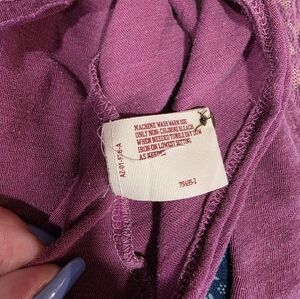 MACHINE WASH WARM USE
ONLY NON-CHLORINE BLEACH
WHEN NEEDED TUMBLE DRY LOW
IRON ON LOWEST SETTING
AS NEEDED
75495-2